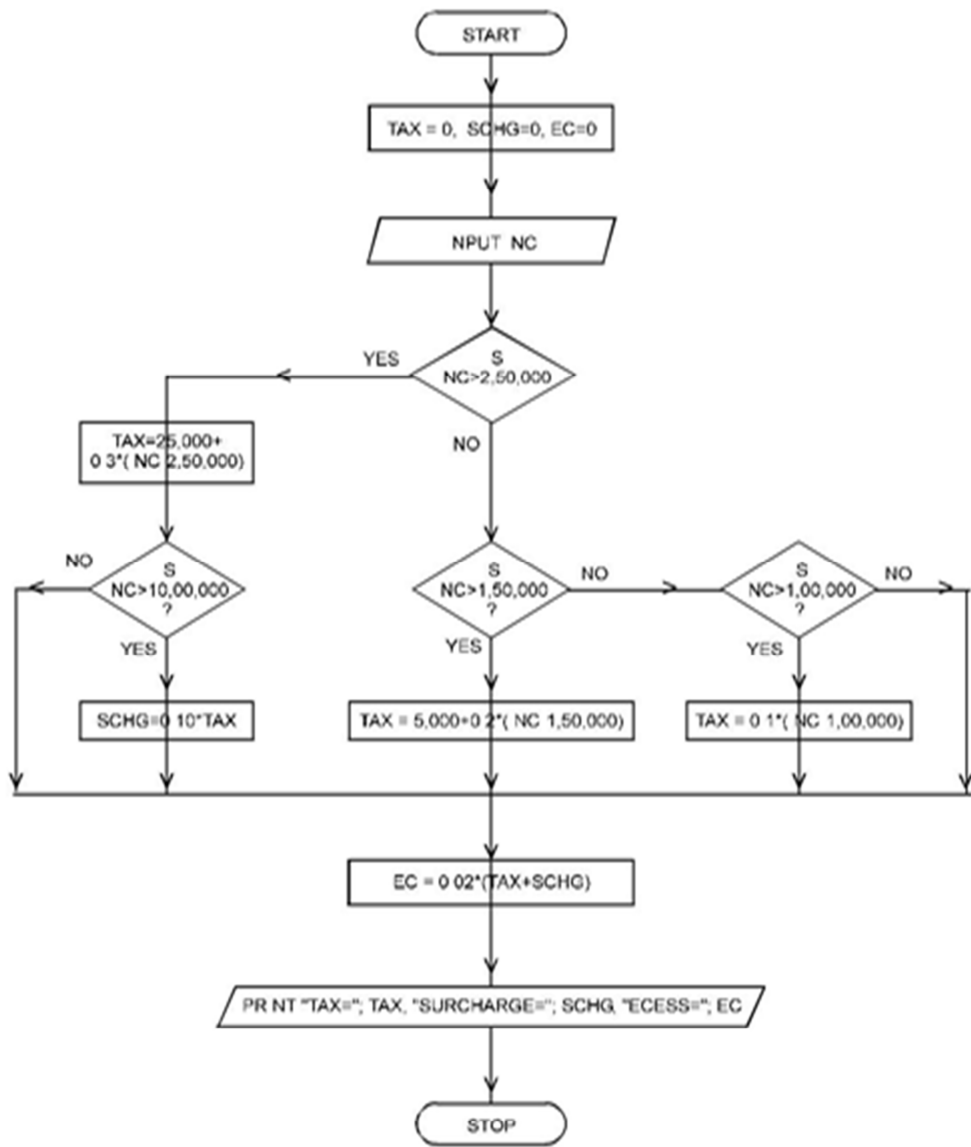 START
TAX = 0, SCHG=0, EC=0
NPUT NC
S
NC>2,50,000
YES
NO
TAX=25,000+
0 3*( NC 2,50,000)
S
NC>10,00,000
?
NO
YES
S
NC>1,50,000
?
NO
YES
S
NC>1,00,000
?
NO
YES
SCHG=0 10*TAX
TAX = 5,000+0 2*( NC 1,50,000)
TAX = 0 1*( NC 1,00,000)
EC = 0 02*(TAX+SCHG)
PR NT "TAX="; TAX, "SURCHARGE="; SCHG, "ECESS="; EC
STOP